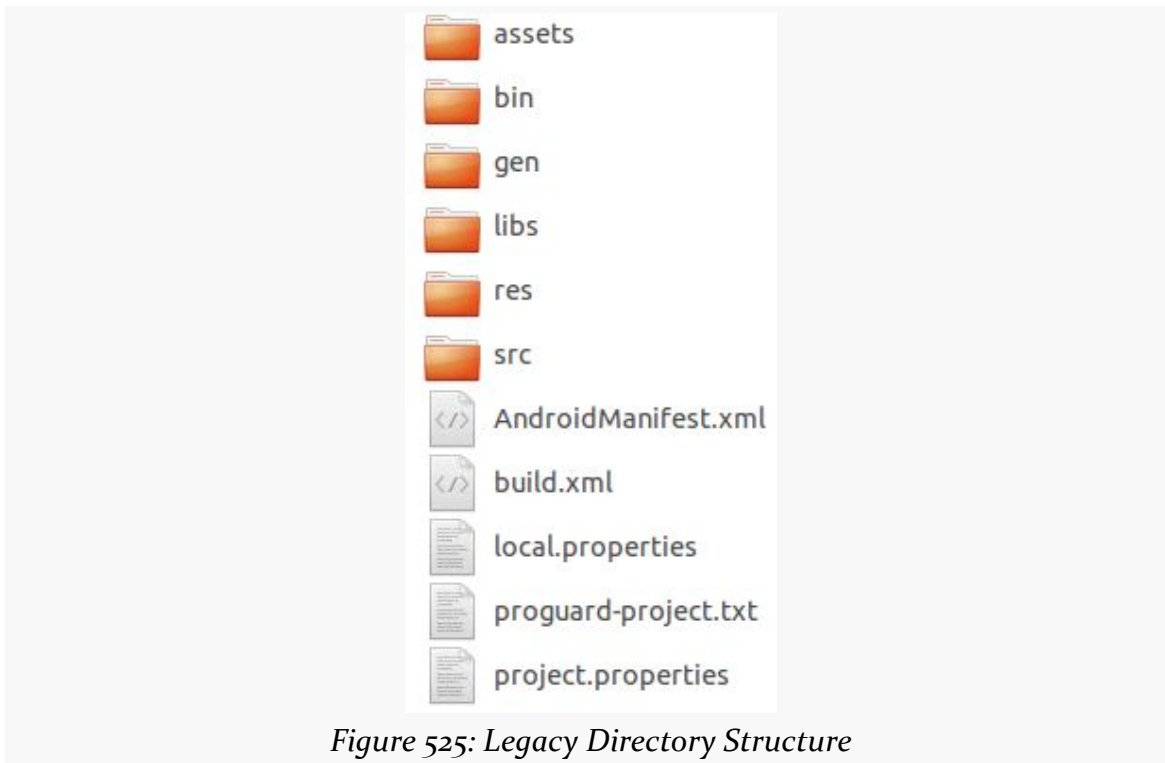 assets
bin
gen
libs
res
src
AndroidManifest.xml
build.xml
local.properties
proguard-project.txt
project.properties
Figure 525: Legacy Directory Structure